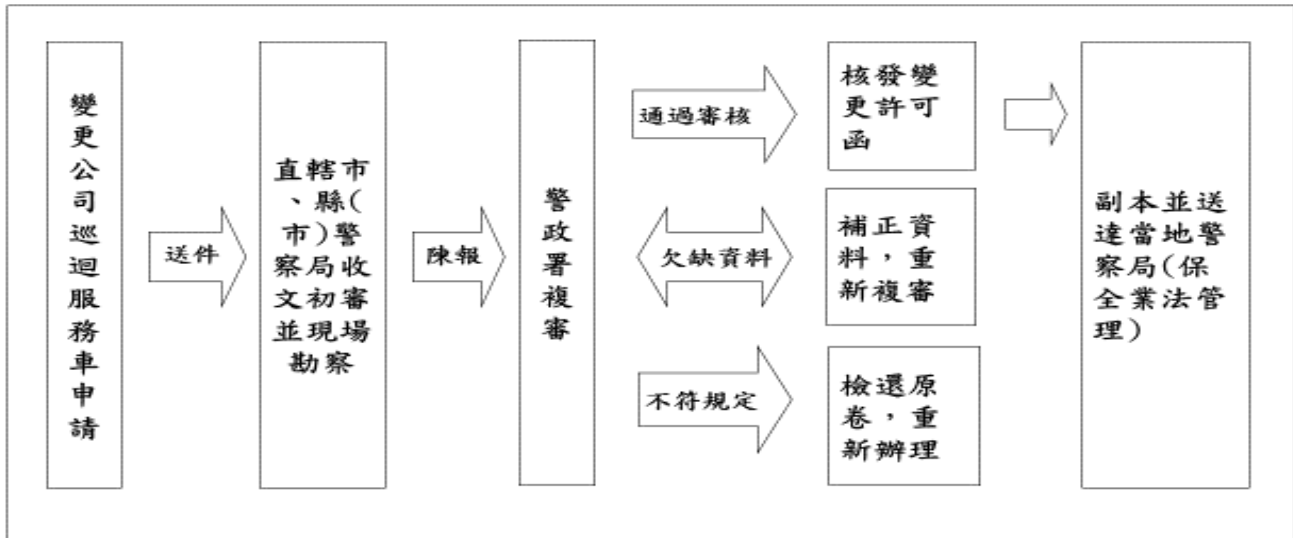 變更公司巡迴服務車申請
送件
直轄市
、縣(
市)警
察局收
文初審
並現場
勘察
陳報
警政署複審
通過審核
核發變
更許可
函
欠缺資料
補正資
料，重
新複審
不符規定
檢還原
卷，重
新辦理
副本並送
達當地警
察局(保
全業法管
理)